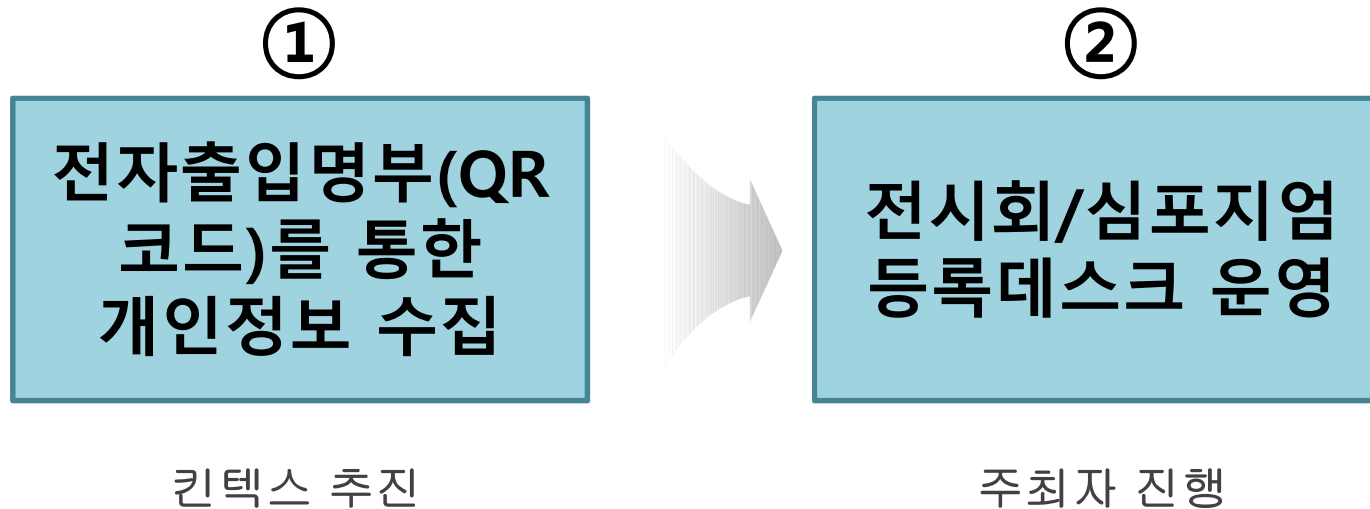 ①
전자출입명부(QR
코드)를 통한
개인정보 수집
킨텍스 추진
②
전시회/심포지엄
등록데스크 운영
주최자 진행